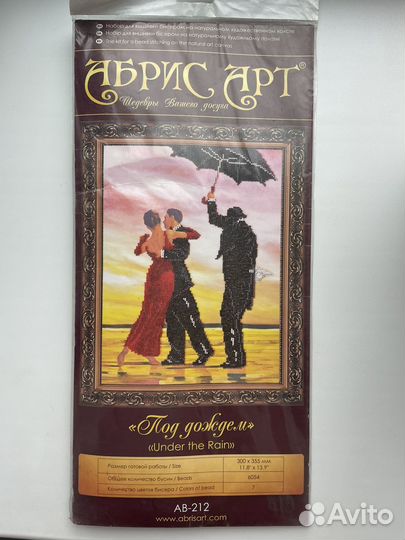 Набор для вышивки бисером на натуральном художественном холсте
Набір для вишивки бісером на натуральному художньому полотні
The kit for a bead stitching on the natural art canvas
АБРИС АРТ®
Шедевры Вашего досуга
«Под дождем»
«Under the Rain»
Размер готовой работы / Size
300 x 355 мм
11.8" x 13.9"
Общее количество бусин / Beads
6054
Количество цветов бисера / Colors of bead
7
AB-212
www.abrisart.com
Avito